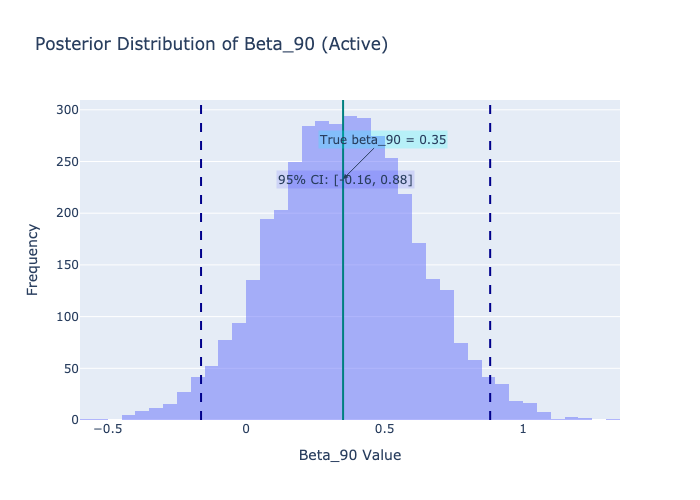 Posterior Distribution of Beta_90 (Active)
300
250
200
150
100
50
0
Frequency
True beta_90 = 0.35
95% CI: [-0.16, 0.88]
−0.5
0
0.5
1
Beta_90 Value